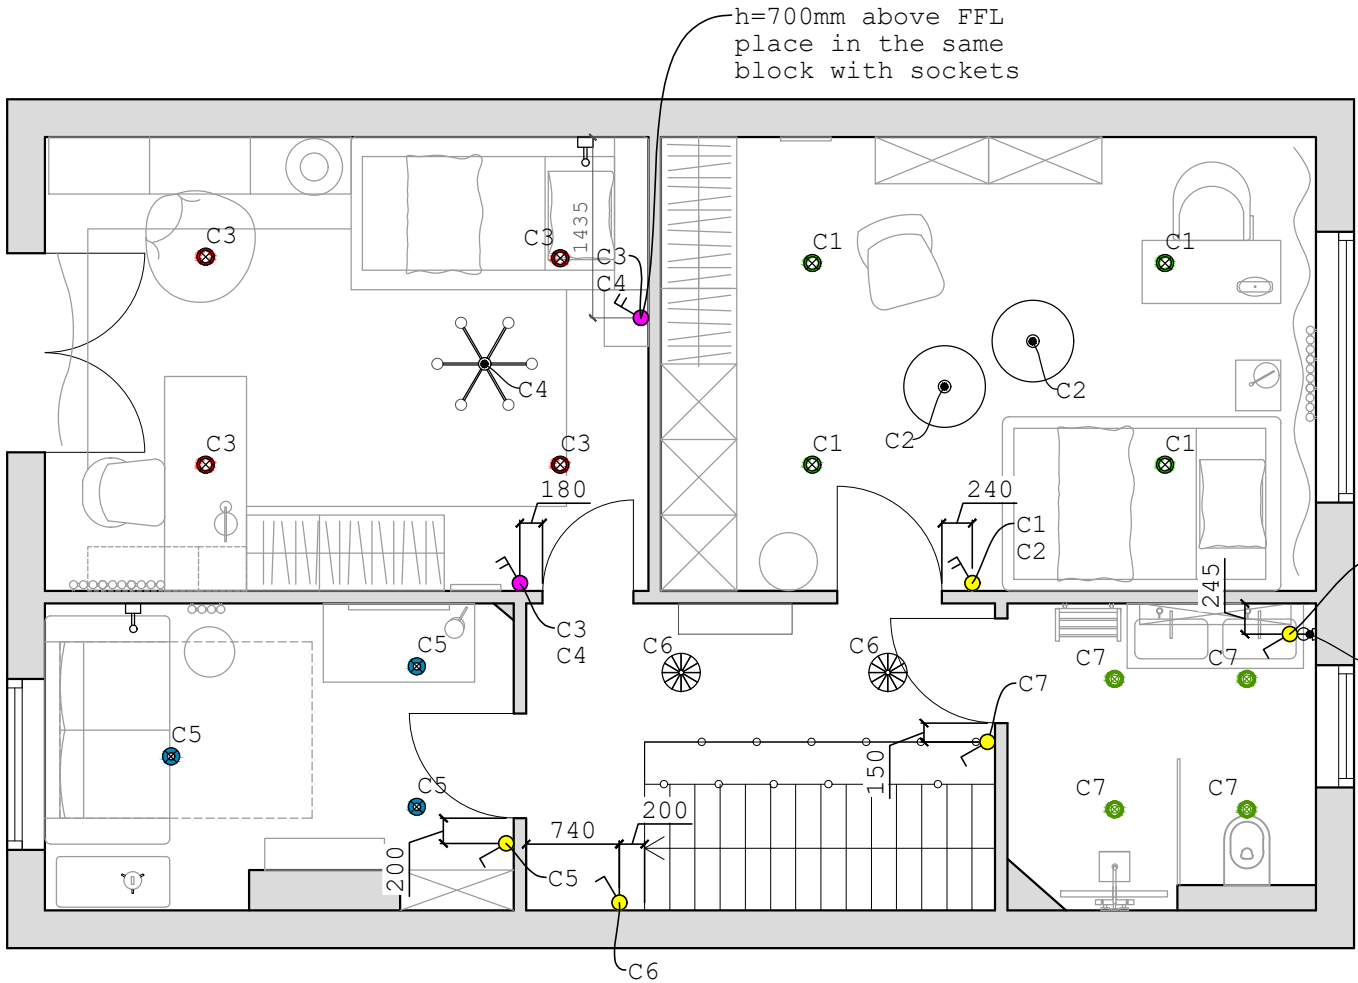 h=700mm above FFL
place in the same
block with sockets
C3
C3
1435
C3
C4
C1
C1
C4
C2
C2
C3
C3
C1
C1
180
240
C1
C2
245
C3
C4
C5
C6
C6
C7
C7
C7
C5
C5
150
C7
C7
740
200
200
C5
C6